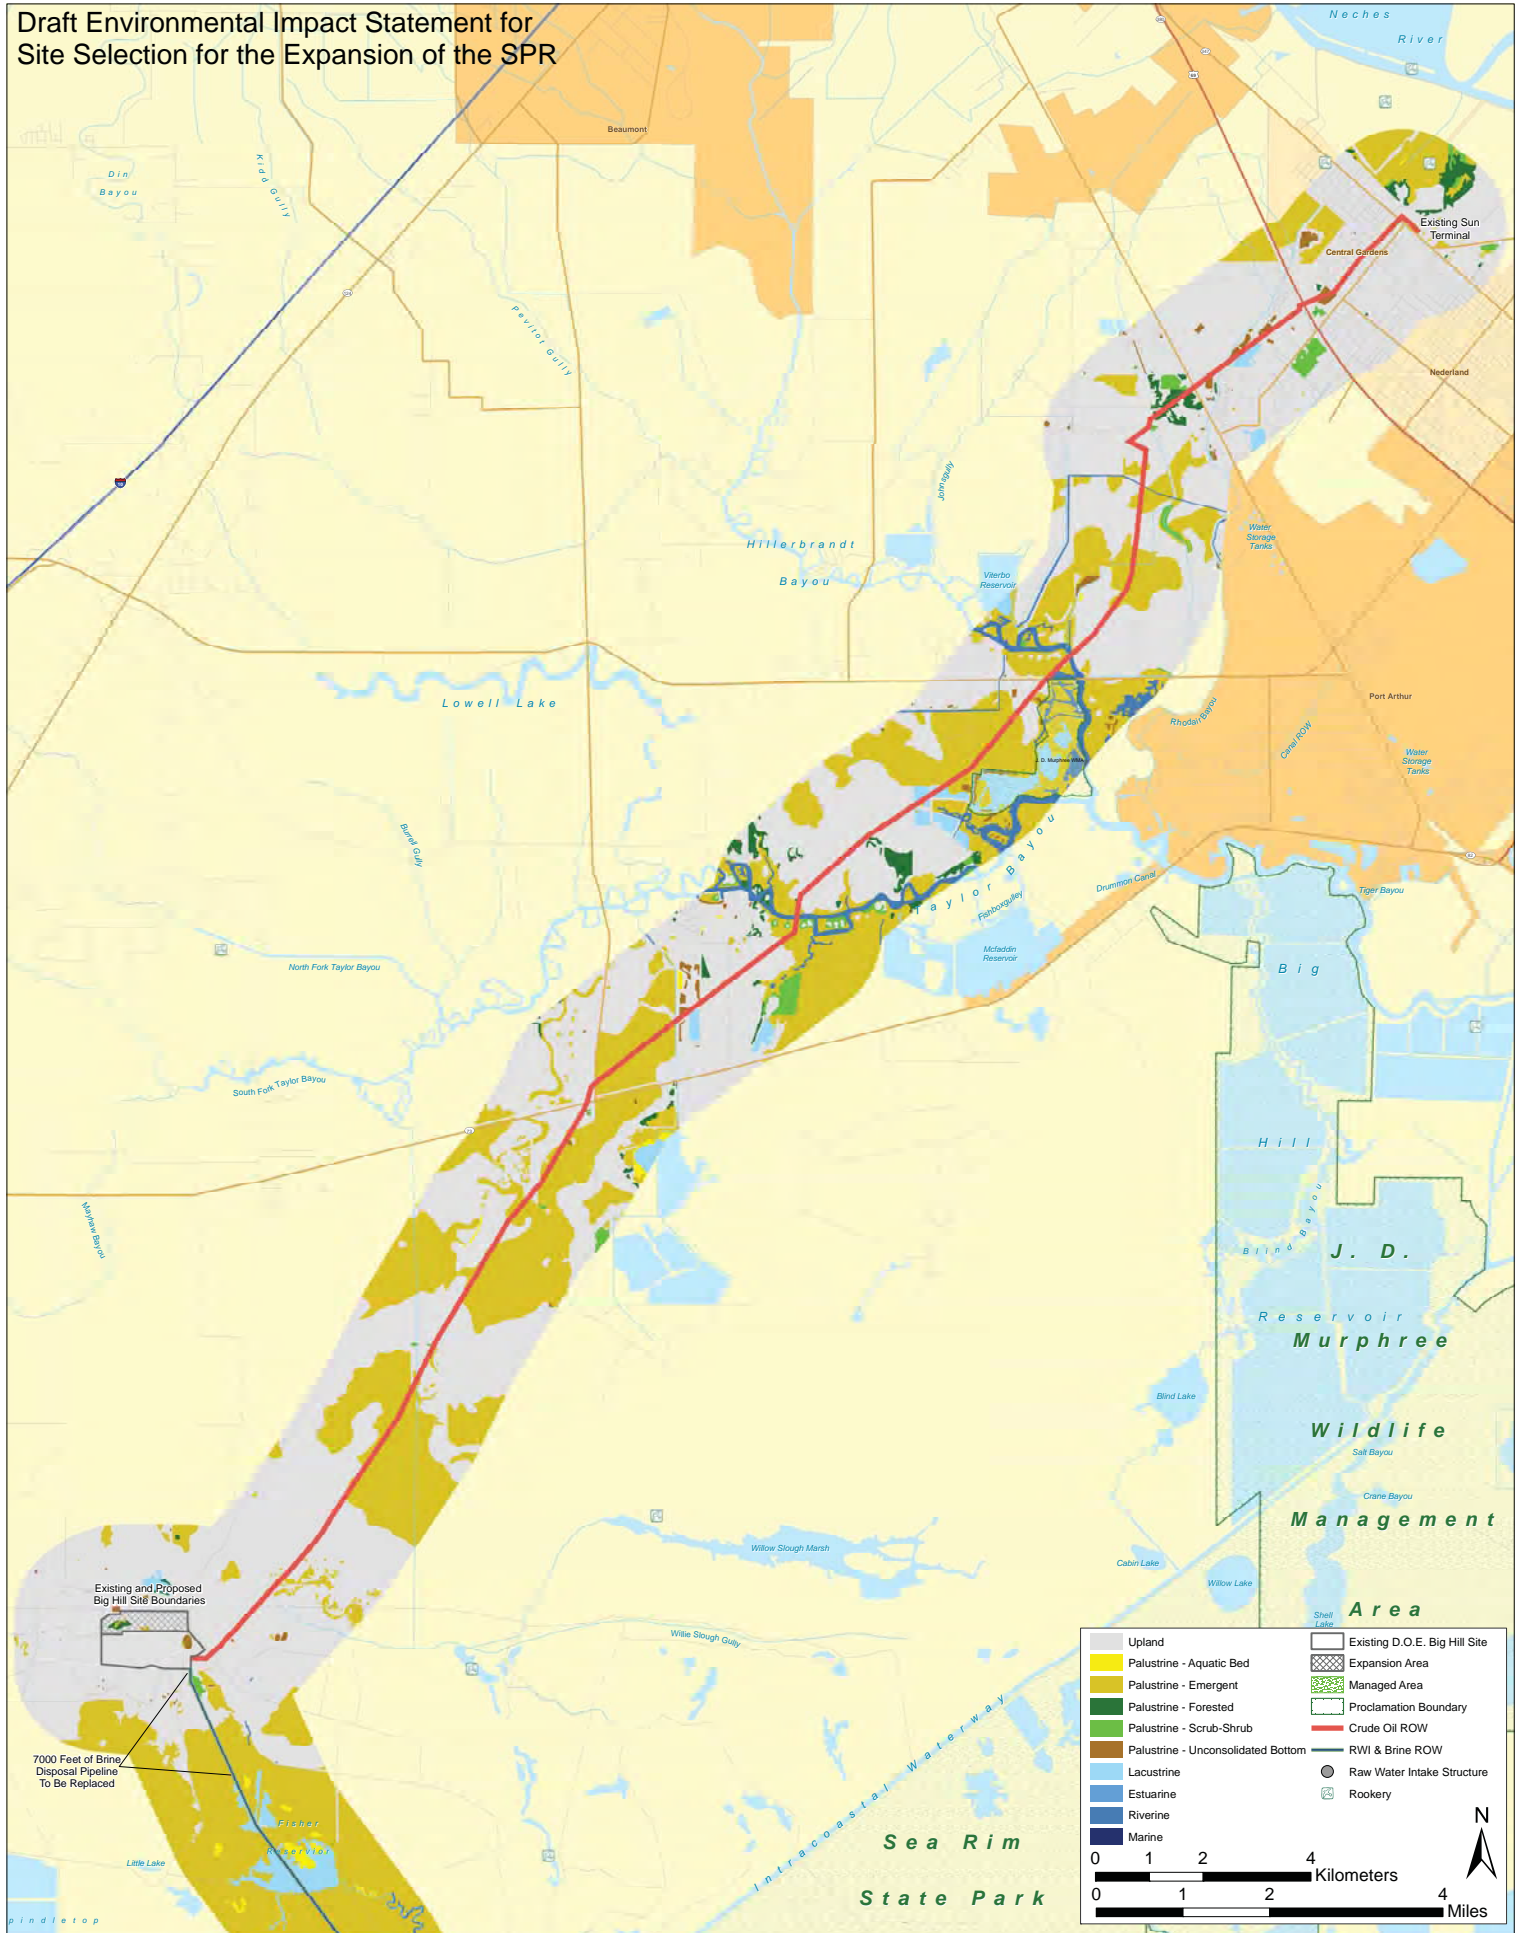 Draft Environmental Impact Statement for
Site Selection for the Expansion of the SPR
Neches
River
Beaumont
Din
Bayou
Kidd Gully
Existing Sun
Terminal
Central Gardens
Pevitot Gully
Nederland
Johnsgully
Hillerbrandt
Bayou
Water
Storage
Tanks
Viterbo
Reservoir
Lowell Lake
Port Arthur
Rhodair Bayou
Canal ROW
Water
Storage
Tanks
J. D. Murphree WMA
Burrell Gully
Taylor Bayou
Drummon Canal
Tiger Bayou
Fishboxgulley
Mcfaddin
Reservoir
North Fork Taylor Bayou
Big
South Fork Taylor Bayou
Hill
Mayhaw Bayou
Blind Bayou
J. D.
Reservoir
Murphree
Blind Lake
Wildlife
Salt Bayou
Crane Bayou
Management
Willow Slough Marsh
Cabin Lake
Willow Lake
Existing and Proposed
Big Hill Site Boundaries
Area
Shell
Lake
Willie Slough Gully
Intracoastal Waterway
7000 Feet of Brine
Disposal Pipeline
To Be Replaced
Fisher
Reservior
Little Lake
pindletop
Sea Rim
State Park
Upland
Palustrine - Aquatic Bed
Palustrine - Emergent
Palustrine - Forested
Palustrine - Scrub-Shrub
Palustrine - Unconsolidated Bottom
Lacustrine
Estuarine
Riverine
Marine
Existing D.O.E. Big Hill Site
Expansion Area
Managed Area
Proclamation Boundary
Crude Oil ROW
RWI & Brine ROW
Raw Water Intake Structure
Rookery
N
0 1 2 4
Kilometers
0 1 2 4
Miles